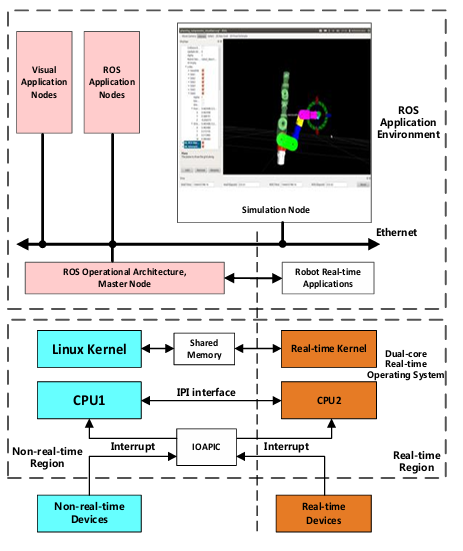 Visual
Application
Nodes
ROS
Application
Nodes
ROS
Application
Environment
Simulation Node
Ethernet
ROS Operational Architecture,
Master Node
Robot Real-time
Applications
Linux Kernel
Shared
Memory
Real-time Kernel
Dual-core
Real-time
Operating System)
CPU1
IPI interface
CPU2
Non-real-time
Region
Interrupt
IOAPIC
Interrupt
Real-time
Region
Non-real-time
Devices
Real-time
Devices